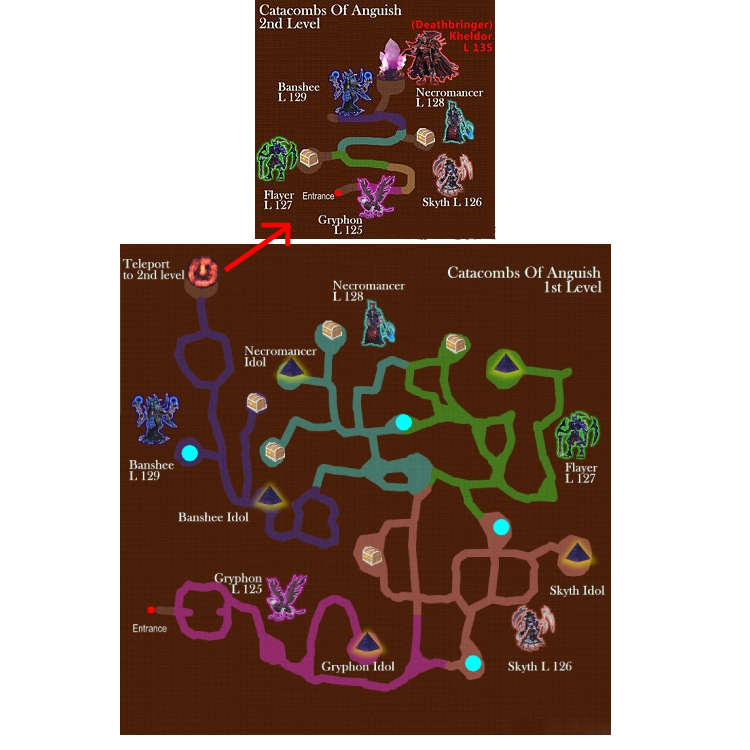 Catacombs Of Anguish
2nd Level
(Deathbringer)
Kheldor
L 135
Banshee
L 129
Necromancer
L 128
Flayer
L 127
Entrance
Skyth L 126
Gryphon
L 125
Teleport
to 2nd level
Catacombs Of Anguish
1st Level
Necromancer
L 128
Necromancer
Idol
Banshee
L 129
Flayer
L 127
Banshee Idol
Gryphon
L 125
Skyth Idol
Entrance
Gryphon Idol
Skyth L 126